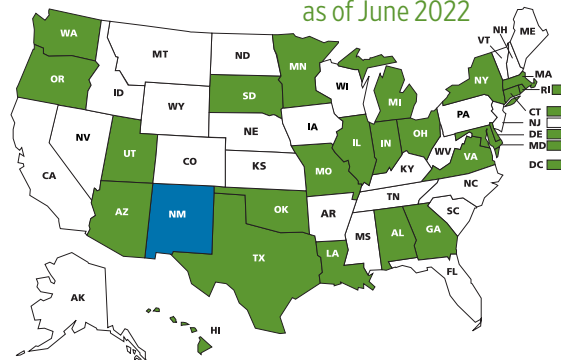 as of June 2022
WA
MT
ND
MN
VT
NH
ME
OR
ID
SD
WI
MI
NY
MA
RI
WY
IA
PA
CT
NJ
DE
MD
DC
NV
NE
IL
IN
OH
WV
VA
UT
CO
KS
MO
KY
CA
NC
TN
AZ
NM
OK
AR
SC
MS
AL
GA
TX
LA
FL
AK
HI